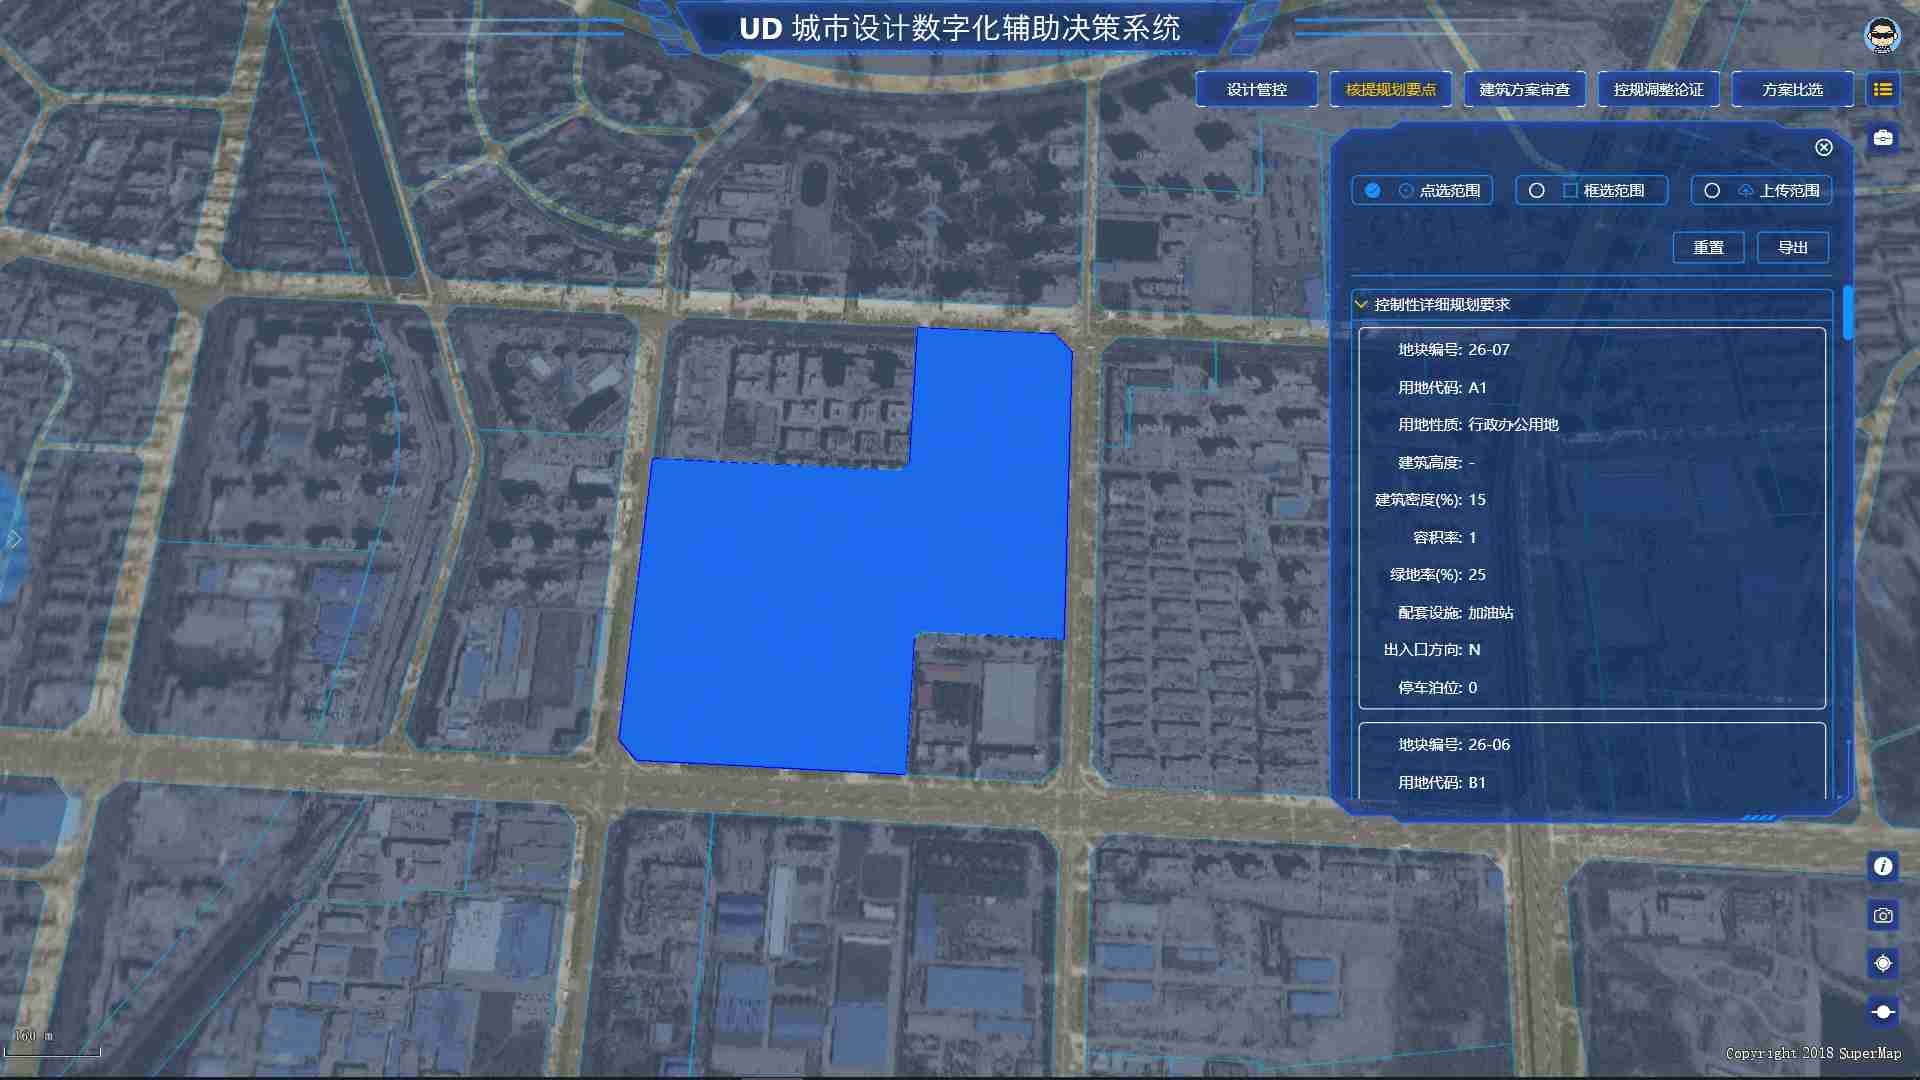 UD 城市设计数字化辅助决策系统
设计管控
核提规划要点
建筑方案审查
控规调整论证
方案比选
点选范围
框选范围
上传范围
重置
导出
控制性详细规划要求
地块编号: 26-07
用地代码: A1
用地性质: 行政办公用地
建筑高度: -
建筑密度(%): 15
容积率: 1
绿地率(%): 25
配套设施: 加油站
出入口方向: N
停车泊位: 0
地块编号: 26-06
用地代码: B1
160 m
Copyright 2018 SuperMap